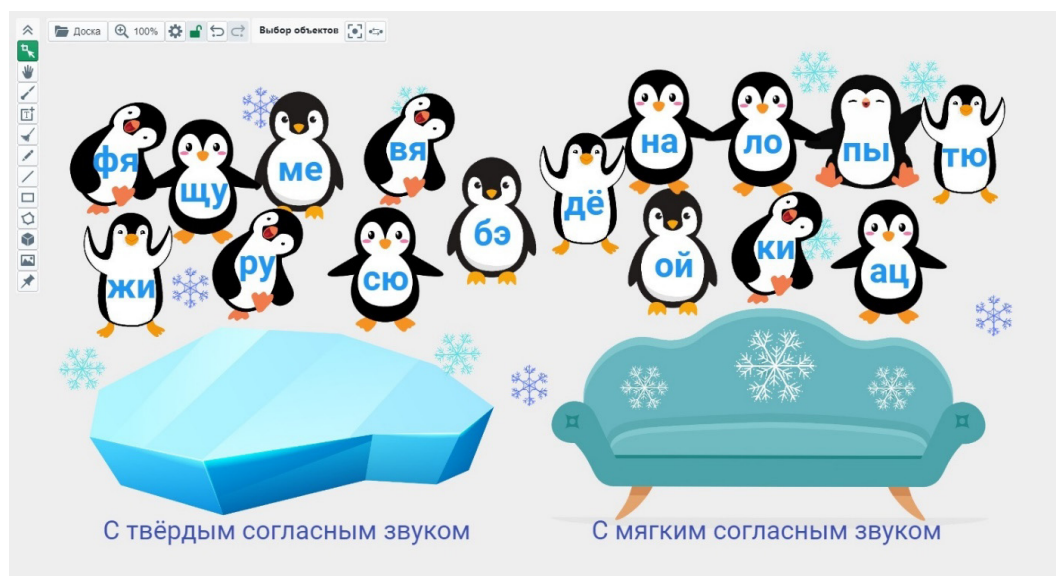 Доска 100% Выбор объектов
фя щу ме вя на ло пы тю
жи ру сю бэ дё ой ки ац
С твёрдым согласным звуком
С мягким согласным звуком